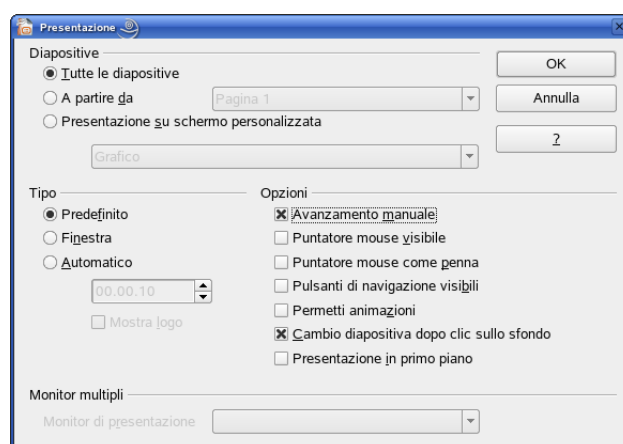 Presentazione
Diapositive
Tutte le diapositive
A partire da
Pagina 1
Presentazione su schermo personalizzata
Grafico
OK
Annulla
?
Tipo
Predefinito
Finestra
Automatico
00.00.10
Mostra logo
Opzioni
Avanzamento manuale
Puntatore mouse visibile
Puntatore mouse come penna
Pulsanti di navigazione visibili
Permetti animazioni
Cambio diapositiva dopo clic sullo sfondo
Presentazione in primo piano
Monitor multipli
Monitor di presentazione